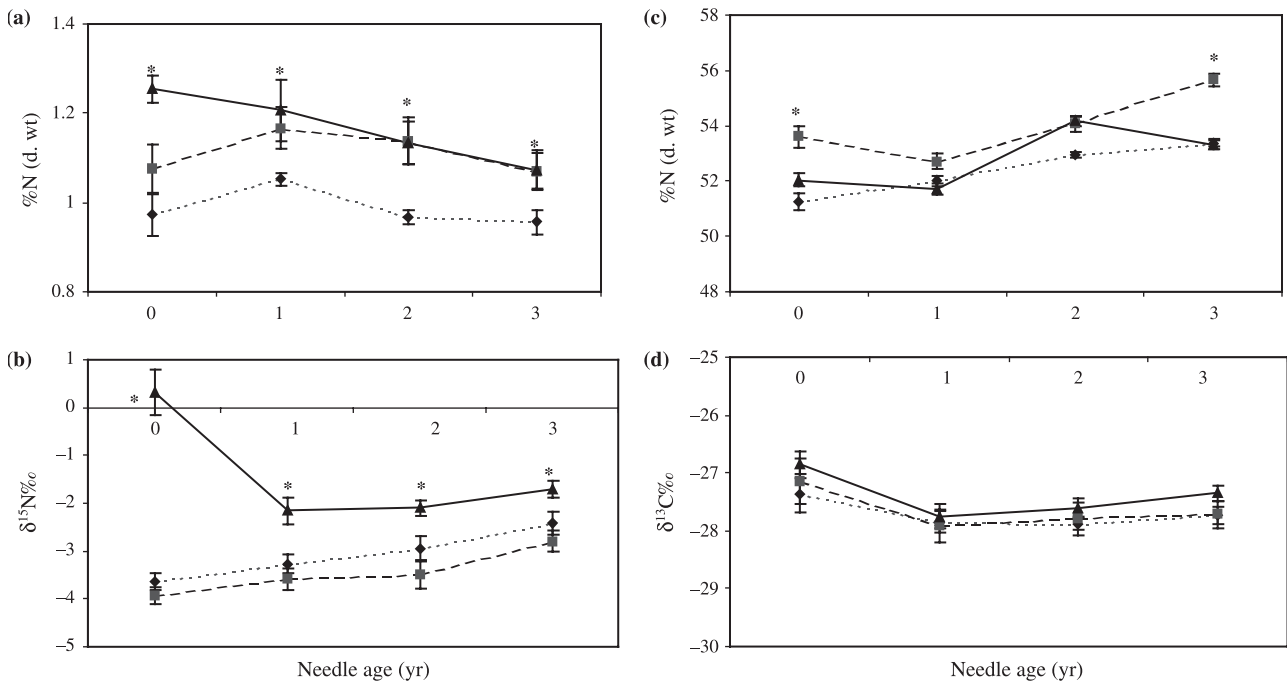 (a)
1.4
1.2
1
0.8
%N (d. wt)
* * * *
0 1 2 3
(b)
1
0
–1
–2
–3
–4
–5
δ¹⁵N‰
* * * *
0 1 2 3
Needle age (yr)
(c)
58
56
54
52
50
48
%N (d. wt)
* *
0 1 2 3
(d)
–25
–26
–27
–28
–29
–30
δ¹³C‰
0 1 2 3
Needle age (yr)